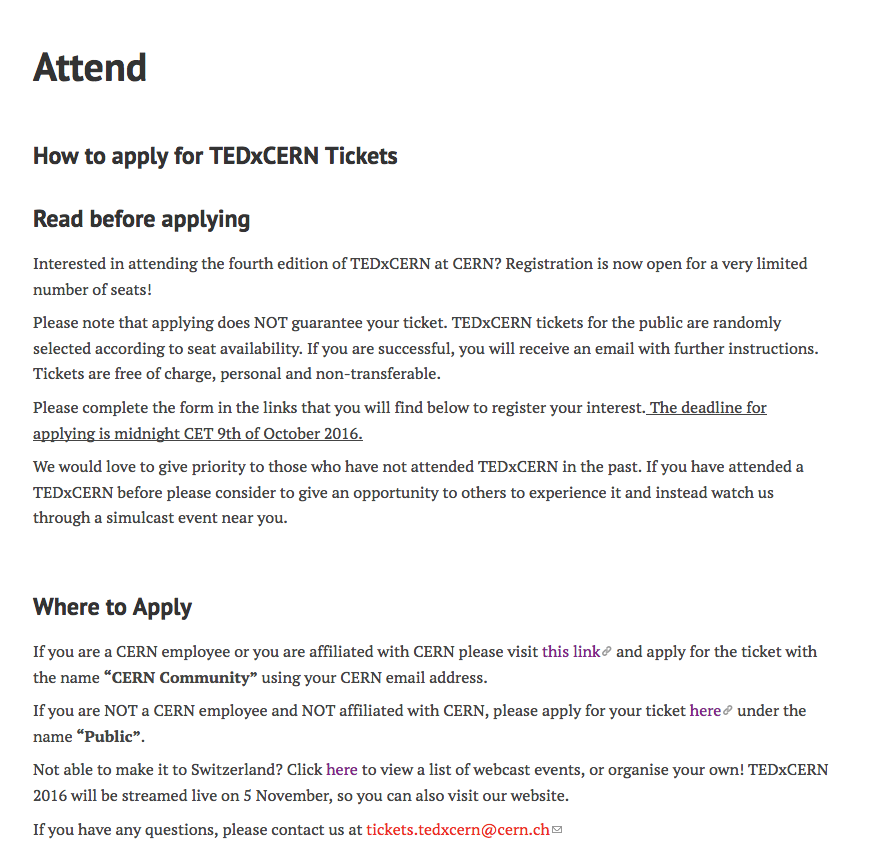 Attend
How to apply for TEDxCERN Tickets
Read before applying
Interested in attending the fourth edition of TEDxCERN at CERN? Registration is now open for a very limited
number of seats!
Please note that applying does NOT guarantee your ticket. TEDxCERN tickets for the public are randomly
selected according to seat availability. If you are successful, you will receive an email with further instructions.
Tickets are free of charge, personal and non-transferable.
Please complete the form in the links that you will find below to register your interest. The deadline for
applying is midnight CET 9th of October 2016.
We would love to give priority to those who have not attended TEDxCERN in the past. If you have attended a
TEDxCERN before please consider to give an opportunity to others to experience it and instead watch us
through a simulcast event near you.
Where to Apply
If you are a CERN employee or you are affiliated with CERN please visit this link and apply for the ticket with
the name “CERN Community” using your CERN email address.
If you are NOT a CERN employee and NOT affiliated with CERN, please apply for your ticket here under the
name “Public”.
Not able to make it to Switzerland? Click here to view a list of webcast events, or organise your own! TEDxCERN
2016 will be streamed live on 5 November, so you can also visit our website.
If you have any questions, please contact us at tickets.tedxcern@cern.ch